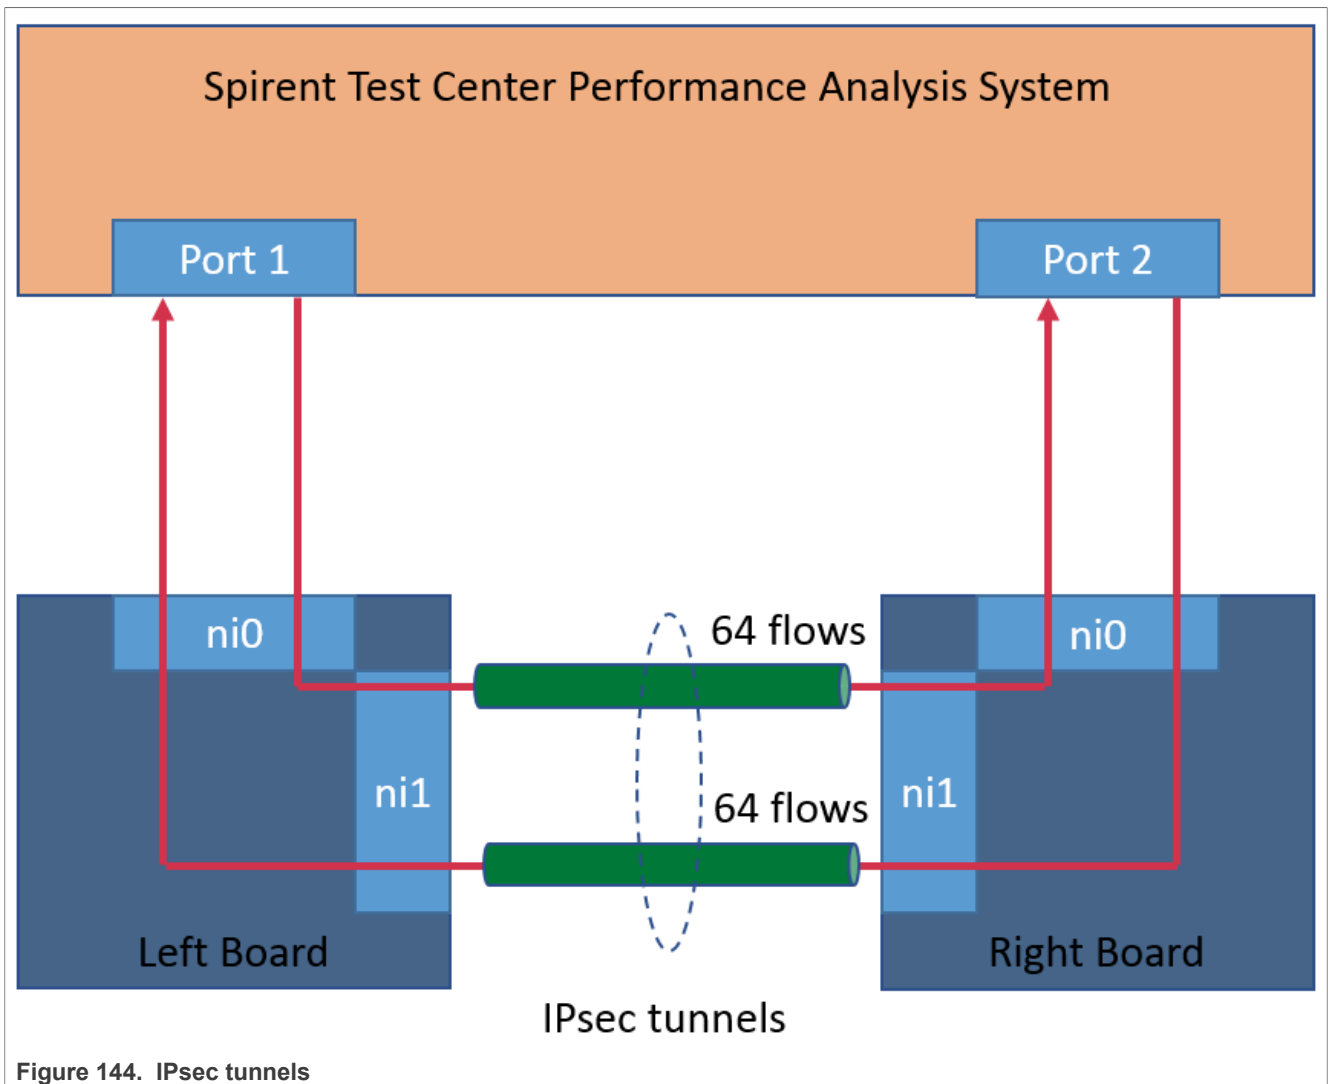 Spirent Test Center Performance Analysis System
Port 1
Port 2
ni0
64 flows
ni0
ni1
64 flows
ni1
Left Board
Right Board
IPsec tunnels
Figure 144. IPsec tunnels